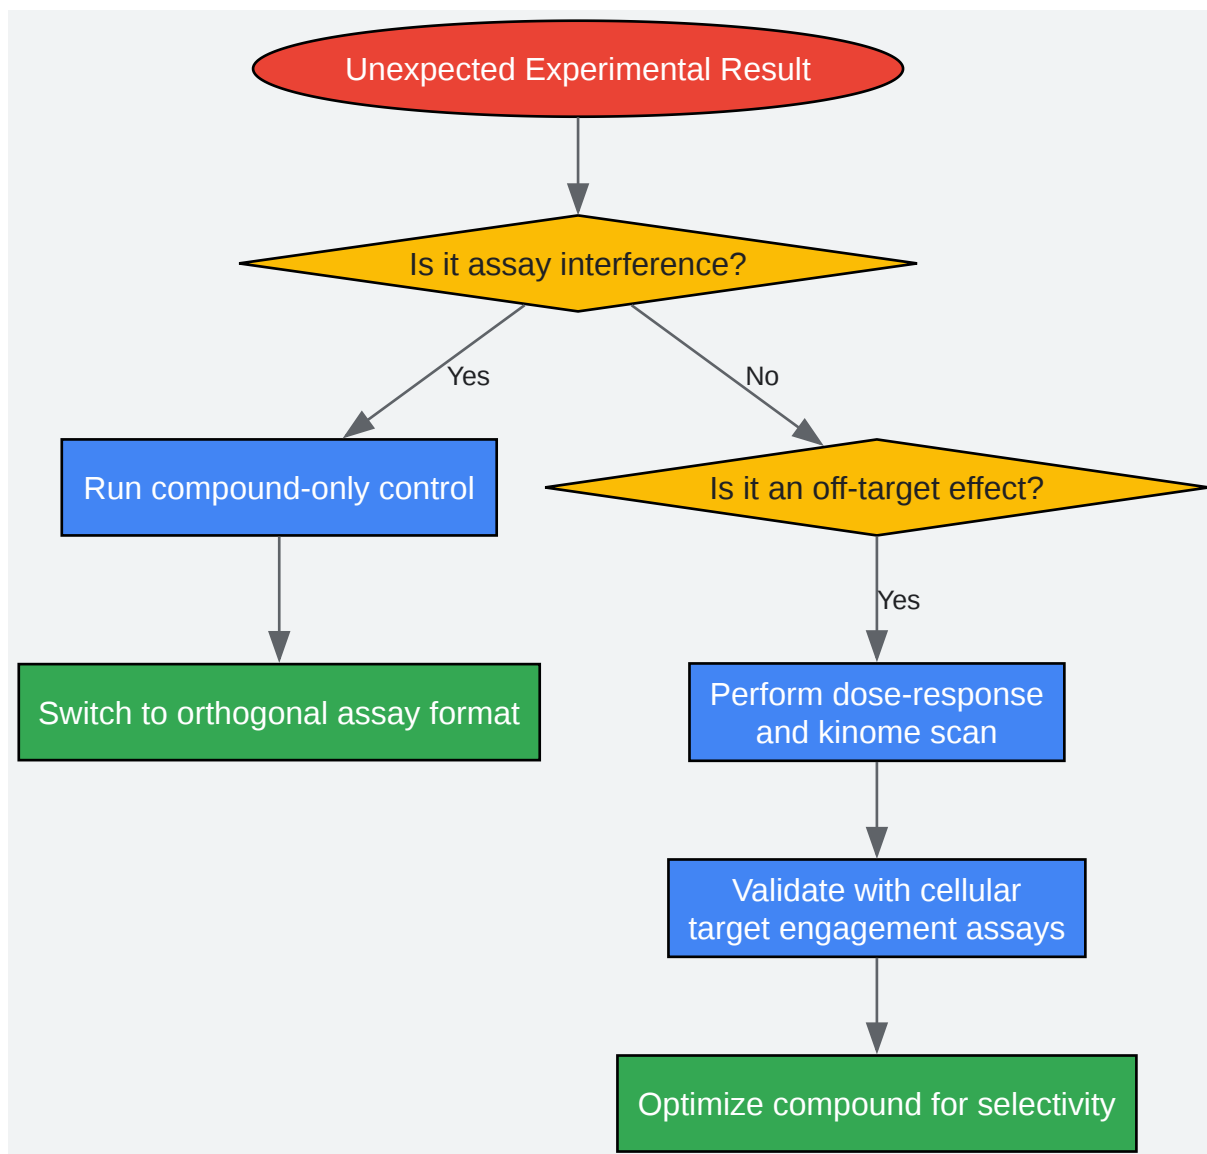 Unexpected Experimental Result
Is it assay interference?
Yes
No
Run compound-only control
Is it an off-target effect?
Yes
Switch to orthogonal assay format
Perform dose-response
and kinome scan
Validate with cellular
target engagement assays
Optimize compound for selectivity